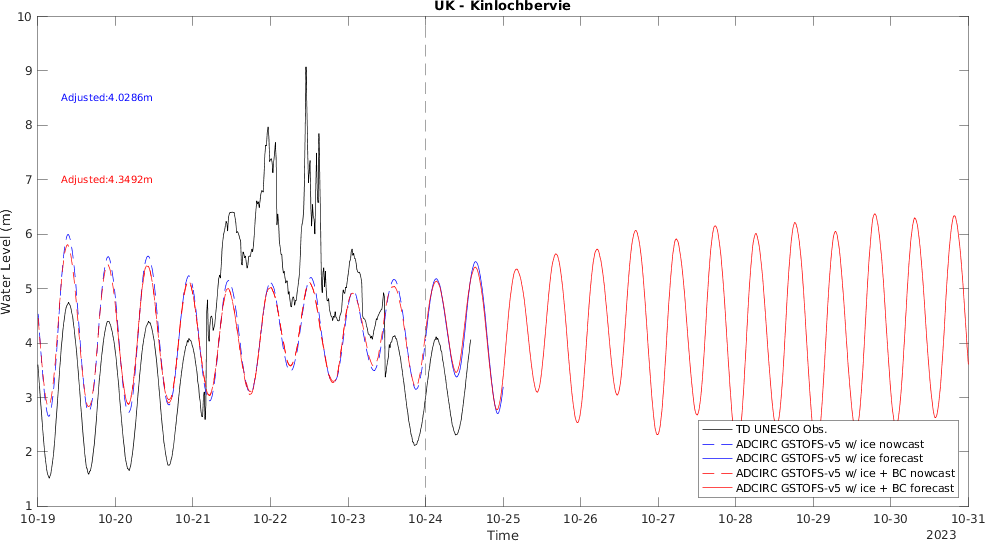 UK - Kinlochbervie
10
9
8
7
6
5
4
3
2
1
Water Level (m)
Adjusted:4.0286m
Adjusted:4.3492m
TD UNESCO Obs.
ADCIRC GSTOFS-v5 w/ ice nowcast
ADCIRC GSTOFS-v5 w/ ice forecast
ADCIRC GSTOFS-v5 w/ ice + BC nowcast
ADCIRC GSTOFS-v5 w/ ice + BC forecast
10-19 10-20 10-21 10-22 10-23 10-24 10-25 10-26 10-27 10-28 10-29 10-30 10-31
Time
2023